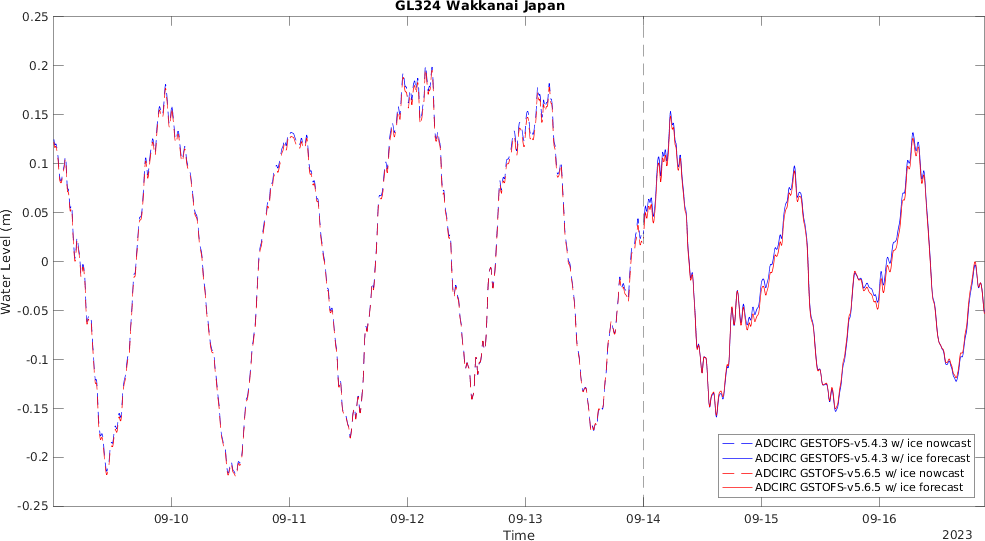 GL324 Wakkanai Japan
0.25
0.2
0.15
0.1
0.05
0
-0.05
-0.1
-0.15
-0.2
-0.25
Water Level (m)
09-10 09-11 09-12 09-13 09-14 09-15 09-16
Time
2023
ADCIRC GESTOFS-v5.4.3 w/ ice nowcast
ADCIRC GESTOFS-v5.4.3 w/ ice forecast
ADCIRC GSTOFS-v5.6.5 w/ ice nowcast
ADCIRC GSTOFS-v5.6.5 w/ ice forecast